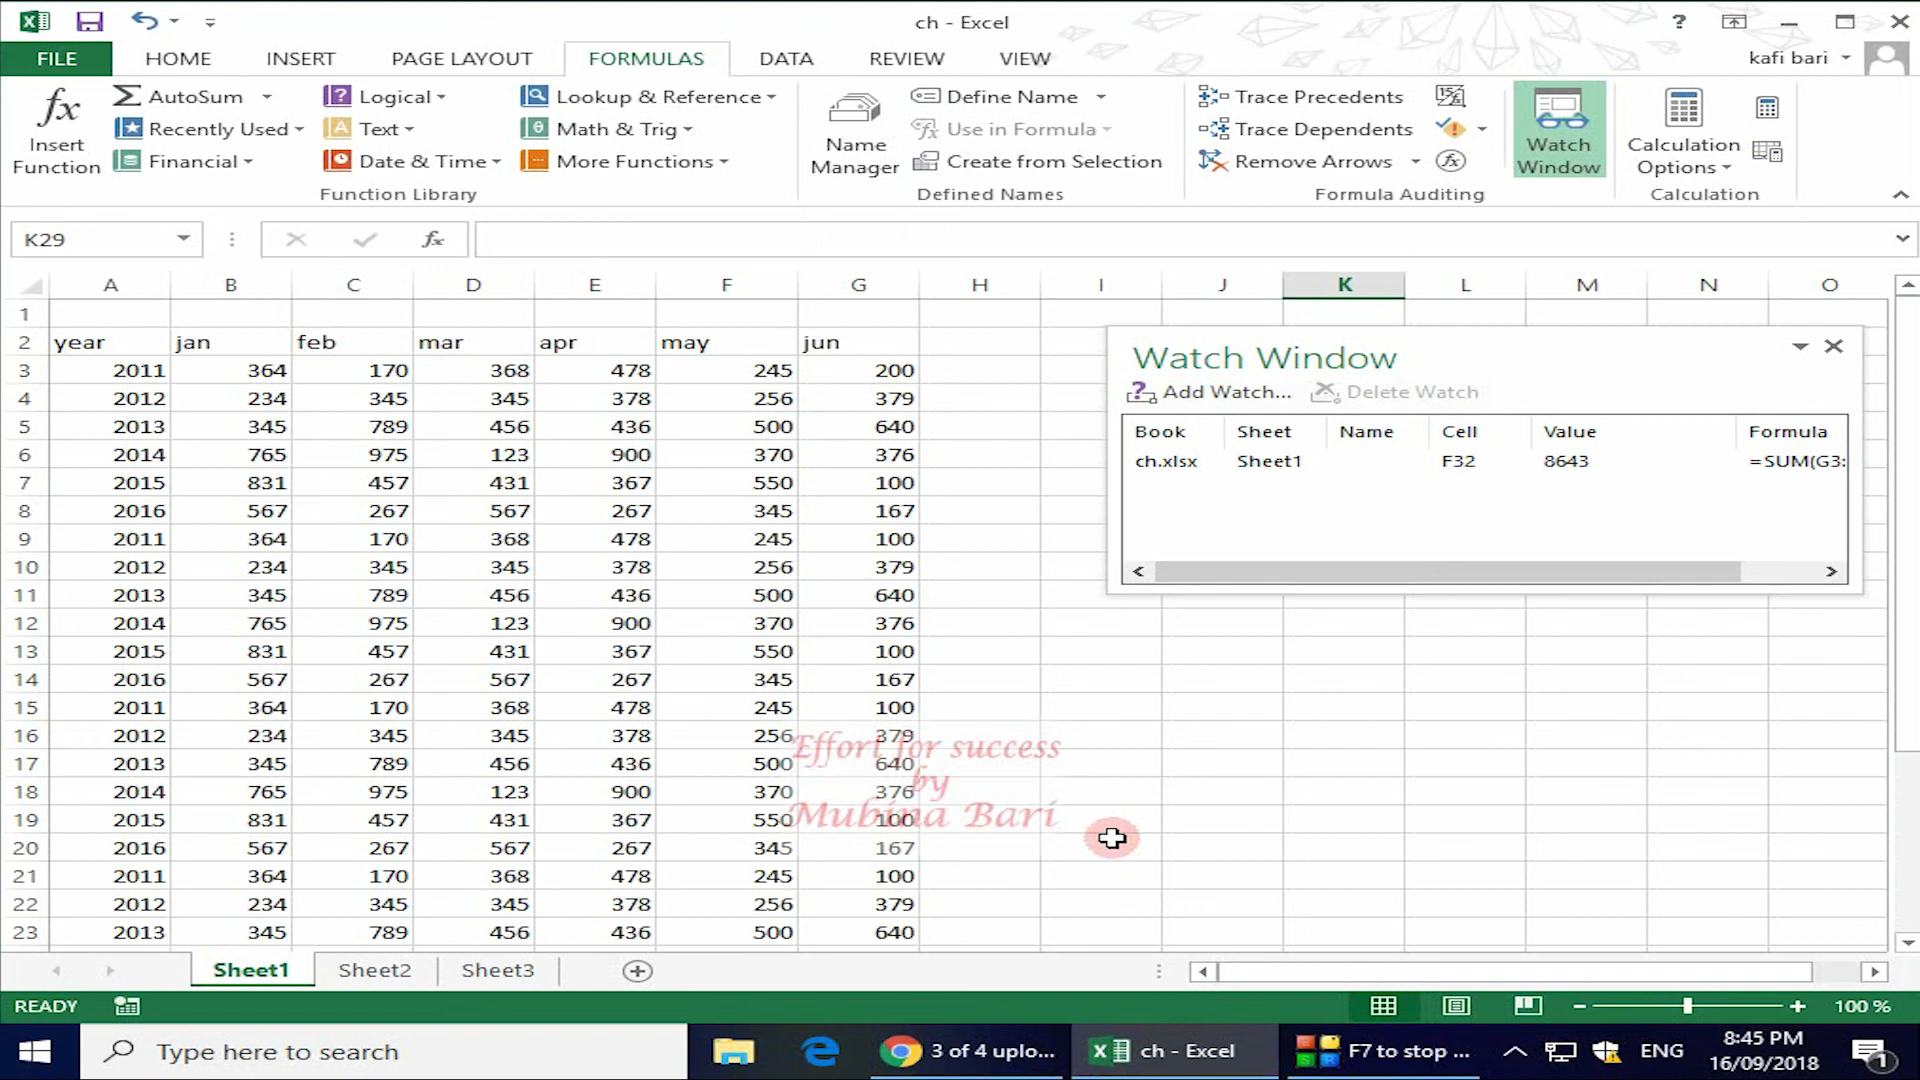 ch - Excel
FILE HOME INSERT PAGE LAYOUT FORMULAS DATA REVIEW VIEW kafi bari
fx Insert Function
AutoSum
Recently Used
Financial
Logical
Text
Date & Time
Lookup & Reference
Math & Trig
More Functions
Function Library
Name Manager
Define Name
Use in Formula
Create from Selection
Defined Names
Trace Precedents
Trace Dependents
Remove Arrows
Formula Auditing
Watch Window
Calculation Options
Calculation
K29 fx
A B C D E F G H I J K L M N O
1
2 year jan feb mar apr may jun
3 2011 364 170 368 478 245 200
4 2012 234 345 345 378 256 379
5 2013 345 789 456 436 500 640
6 2014 765 975 123 900 370 376
7 2015 831 457 431 367 550 100
8 2016 567 267 567 267 345 167
9 2011 364 170 368 478 245 100
10 2012 234 345 345 378 256 379
11 2013 345 789 456 436 500 640
12 2014 765 975 123 900 370 376
13 2015 831 457 431 367 550 100
14 2016 567 267 567 267 345 167
15 2011 364 170 368 478 245 100
16 2012 234 345 345 378 256 379
17 2013 345 789 456 436 500 640
18 2014 765 975 123 900 370 376
19 2015 831 457 431 367 550 100
20 2016 567 267 567 267 345 167
21 2011 364 170 368 478 245 100
22 2012 234 345 345 378 256 379
23 2013 345 789 456 436 500 640
Watch Window
Add Watch... Delete Watch
Book Sheet Name Cell Value Formula
ch.xlsx Sheet1 F32 8643 =SUM(G3:
Effort for success
by
Mubina Bari
Sheet1 Sheet2 Sheet3
READY 100 %
Type here to search
3 of 4 uplo...
ch - Excel
F7 to stop ...
ENG
8:45 PM
16/09/2018
1